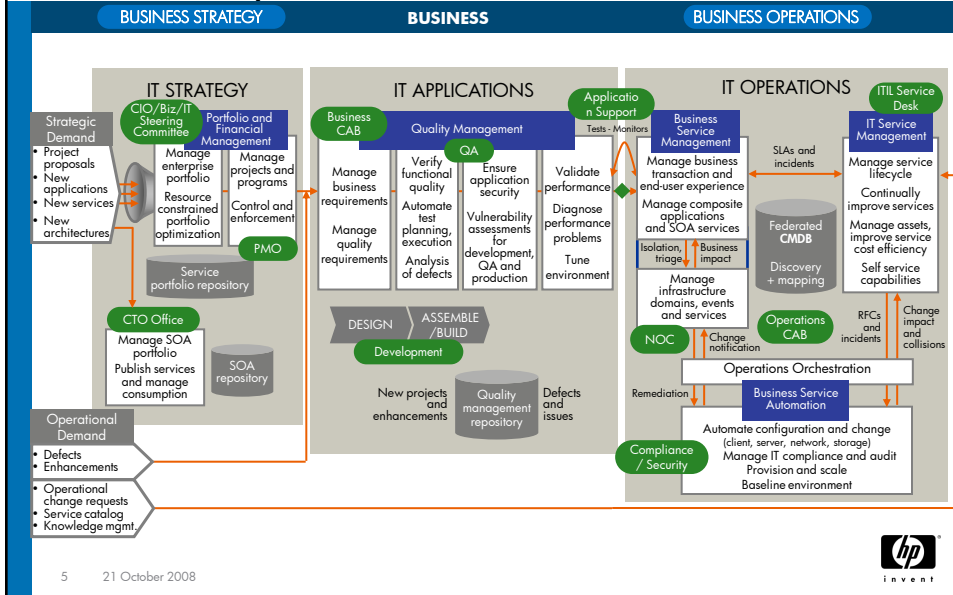 BUSINESS STRATEGY
BUSINESS
BUSINESS OPERATIONS
IT STRATEGY
CIO/Biz/IT
Steering
Committee
Portfolio and
Financial
Management
Strategic
Demand
• Project
proposals
• New
applications
• New services
• New
architectures
Manage
enterprise
portfolio
Resource
constrained
portfolio
optimization
Manage
projects and
programs
Control and
enforcement
PMO
Service
portfolio repository
CTO Office
Manage SOA
portfolio
Publish services
and manage
consumption
SOA
repository
Operational
Demand
• Defects
• Enhancements
• Operational
change requests
• Service catalog
• Knowledge mgmt.
IT APPLICATIONS
Business
CAB
Quality Management
QA
Applicatio
n Support
Tests - Monitors
Manage
business
requirements
Manage
quality
requirements
Verify
functional
quality
Automate
test
planning,
execution
Analysis
of defects
Ensure
application
security
Vulnerability
assessments
for
development,
QA and
production
Validate
performance
Diagnose
performance
problems
Tune
environment
DESIGN
ASSEMBLE
/BUILD
Development
New projects
and
enhancements
Quality
management
repository
Defects
and
issues
IT OPERATIONS
Business
Service
Management
ITIL Service
Desk
IT Service
Management
Manage business
transaction and
end-user experience
Manage composite
applications
and SOA services
SLAs and
incidents
Manage service
lifecycle
Continually
improve services
Manage assets,
improve service
cost efficiency
Self service
capabilities
Federated
CMDB
Discovery
+ mapping
Isolation,
triage
Business
impact
Manage
infrastructure
domains, events
and services
NOC
Change
notification
Operations
CAB
RFCs
and
incidents
Change
impact
and
collisions
Operations Orchestration
Remediation
Business Service
Automation
Compliance
/ Security
Automate configuration and change
(client, server, network, storage)
Manage IT compliance and audit
Provision and scale
Baseline environment
5 21 October 2008
hp
®
invent